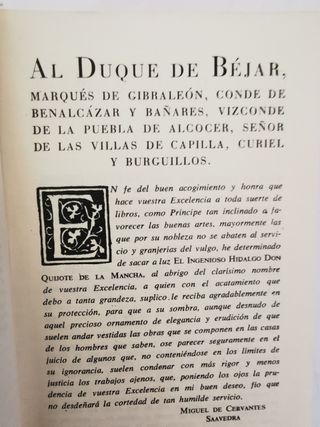 AL DUQUE DE BÉJAR,
MARQUÉS DE GIBRALEÓN, CONDE DE
BENALCÁZAR Y BAÑARES, VIZCONDE
DE LA PUEBLA DE ALCOCER, SEÑOR
DE LAS VILLAS DE CAPILLA, CURIEL
Y BURGUILLOS.
EN fe del buen acogimiento y honra que
hace vuestra Excelencia a toda suerte de
libros, como Príncipe tan inclinado a
favorecer las buenas artes, mayormente las
que por su nobleza no se abaten al servi-
cio y granjerías del vulgo, he determinado
de sacar a luz EL INGENIOSO HIDALGO DON
QUIJOTE DE LA MANCHA, al abrigo del clarísimo nombre
de vuestra Excelencia, a quien con el acatamiento que
debo a tanta grandeza, suplico le reciba agradablemente en
su protección, para que a su sombra, aunque desnudo de
aquel precioso ornamento de elegancia y erudición de que
suelen andar vestidas las obras que se componen en las casas
de los hombres que saben, ose parecer seguramente en el
juicio de algunos que, no conteniéndose en los límites de
su ignorancia, suelen condenar con más rigor y menos
justicia los trabajos ajenos, que, poniendo los ojos la pru-
dencia de vuestra Excelencia en mi buen deseo, fío que
no desdeñará la cortedad de tan humilde servicio.
MIGUEL DE CERVANTES
SAAVEDRA